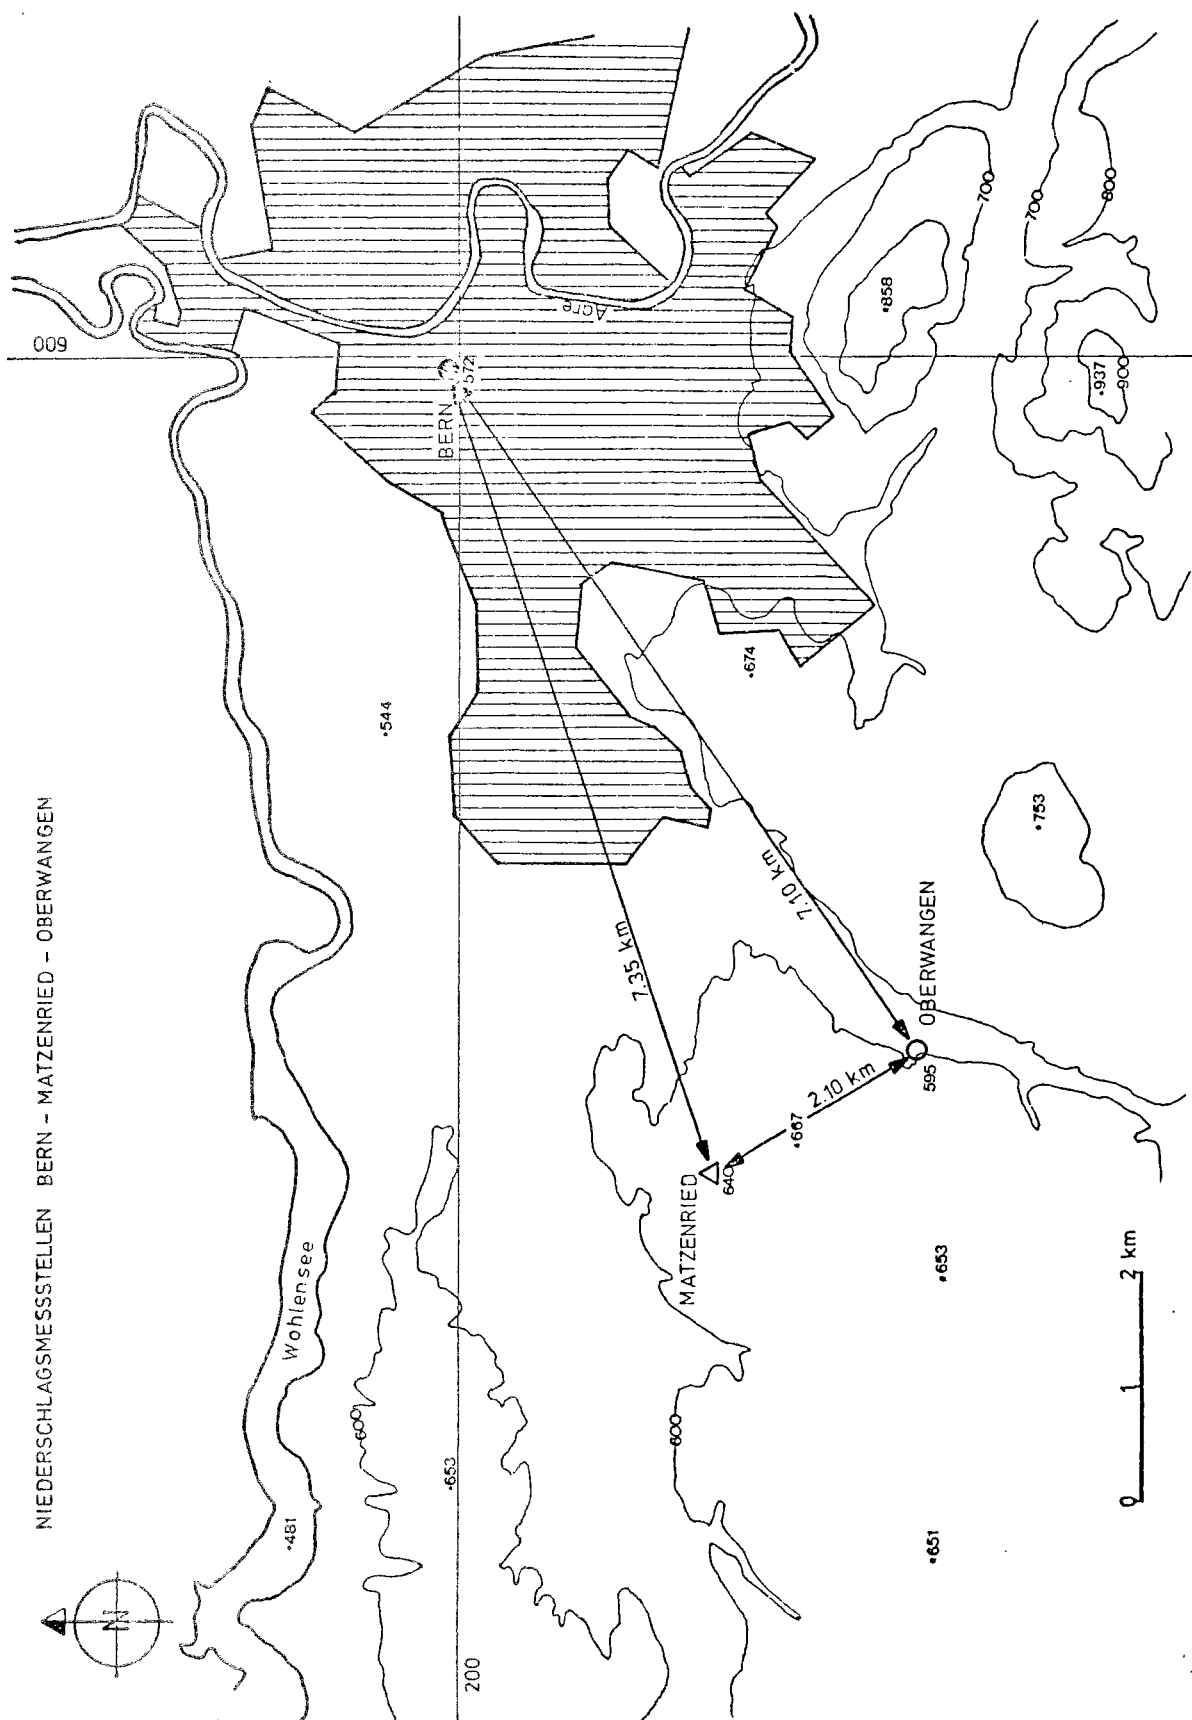 NIEDERSCHLAGSMESSSTELLEN BERN - MATZENRIED - OBERWANGEN
N
600
481
Wohlensee
544
BERN
572
200
653
600
Aare
7.35 km
7.10 km
2.10 km
MATZENRIED
640
667
600
674
858
700
700
800
937
900
OBERWANGEN
595
753
653
651
0 1 2 km